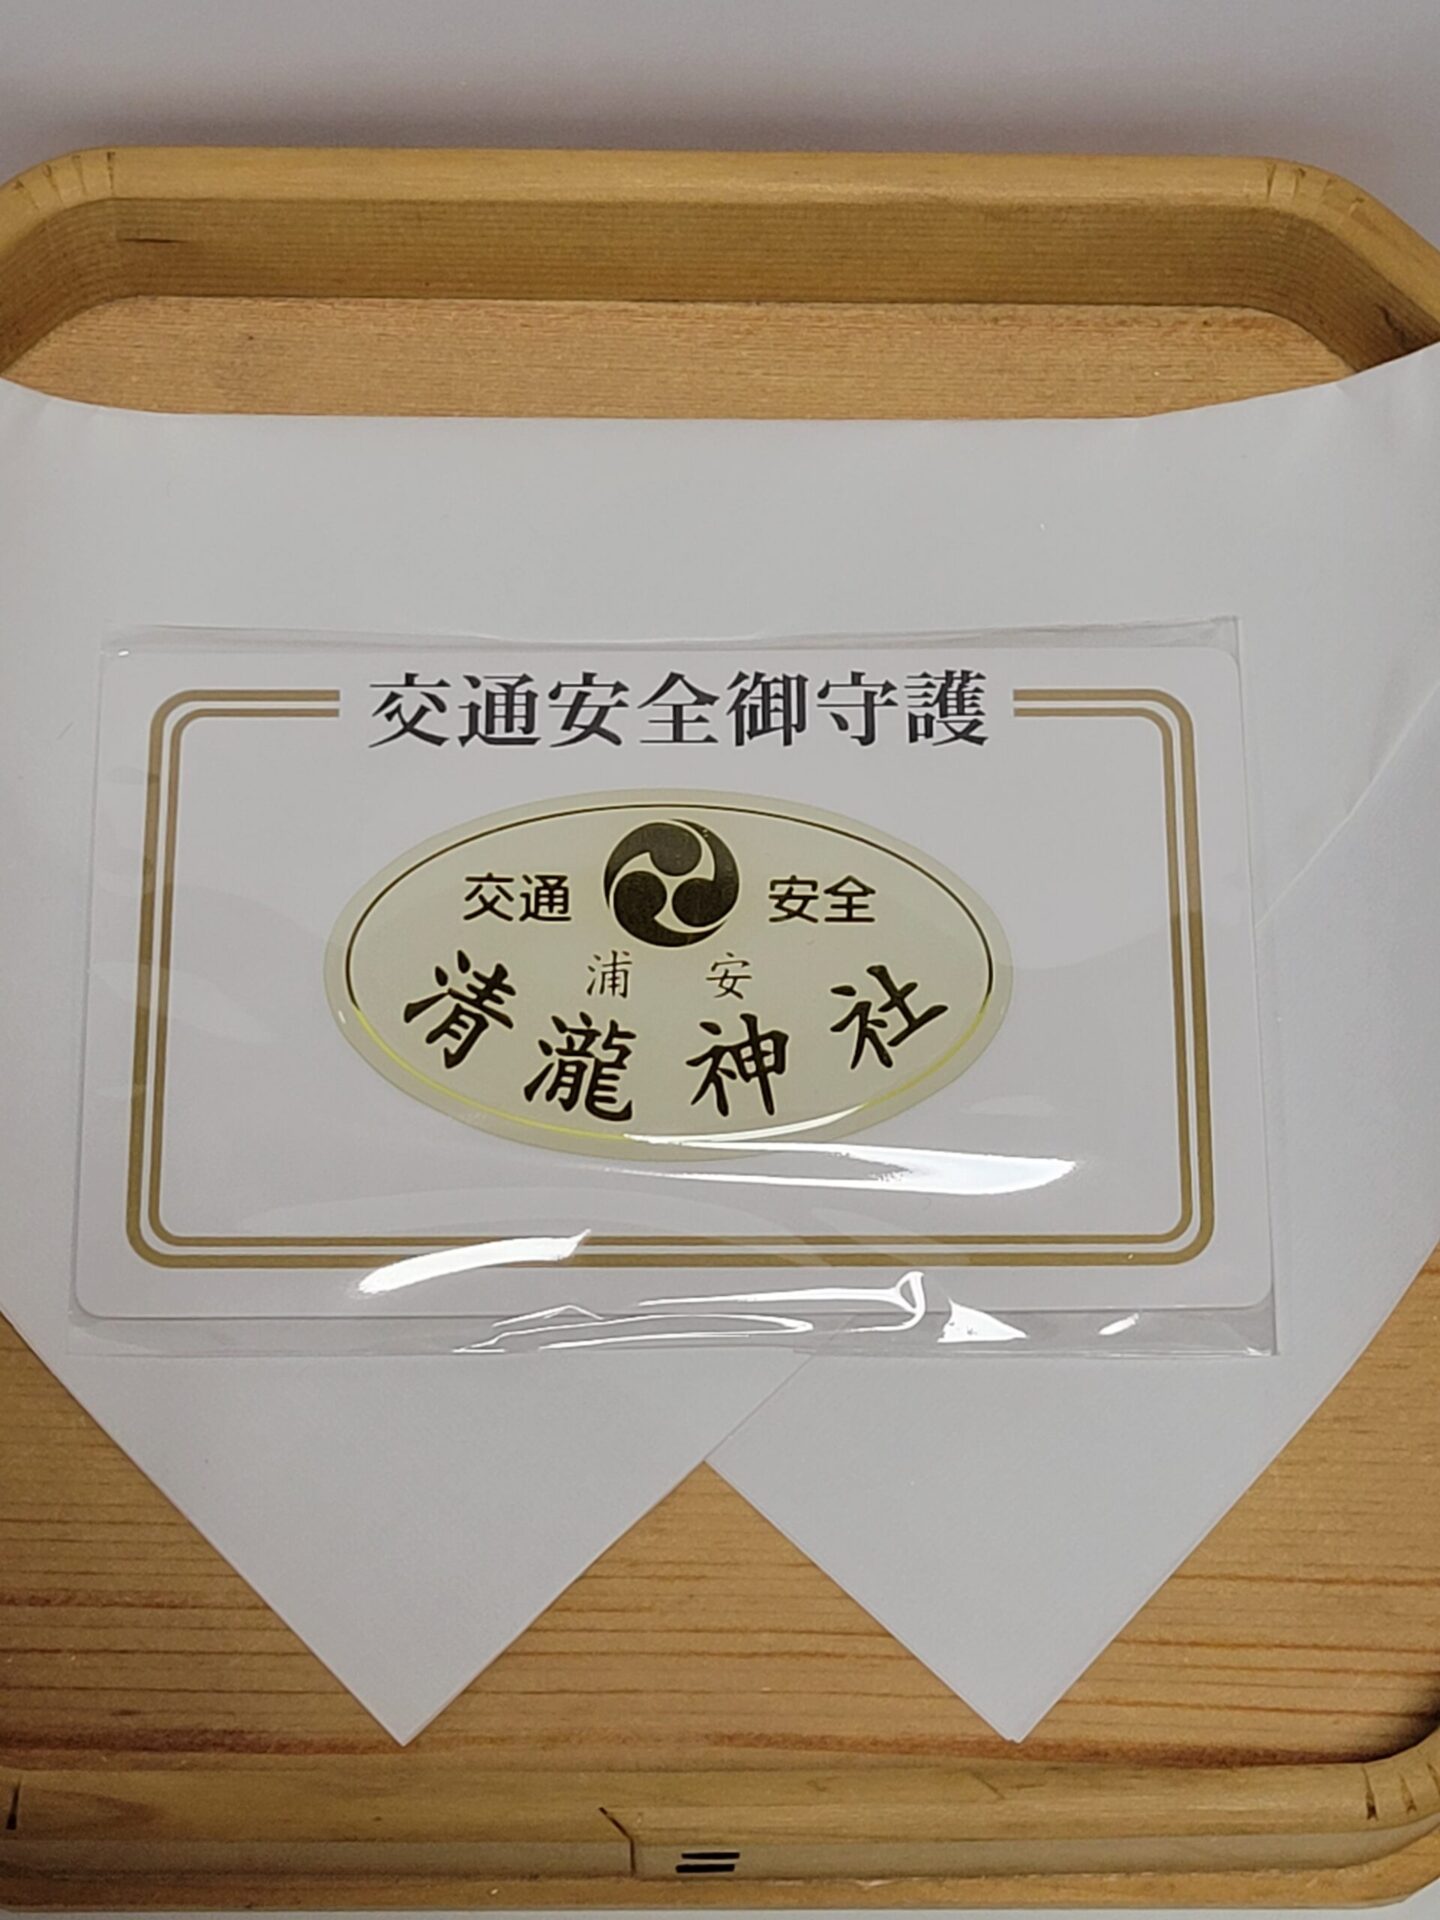 交通安全御守護
交通 安全
浦安
清瀧神社